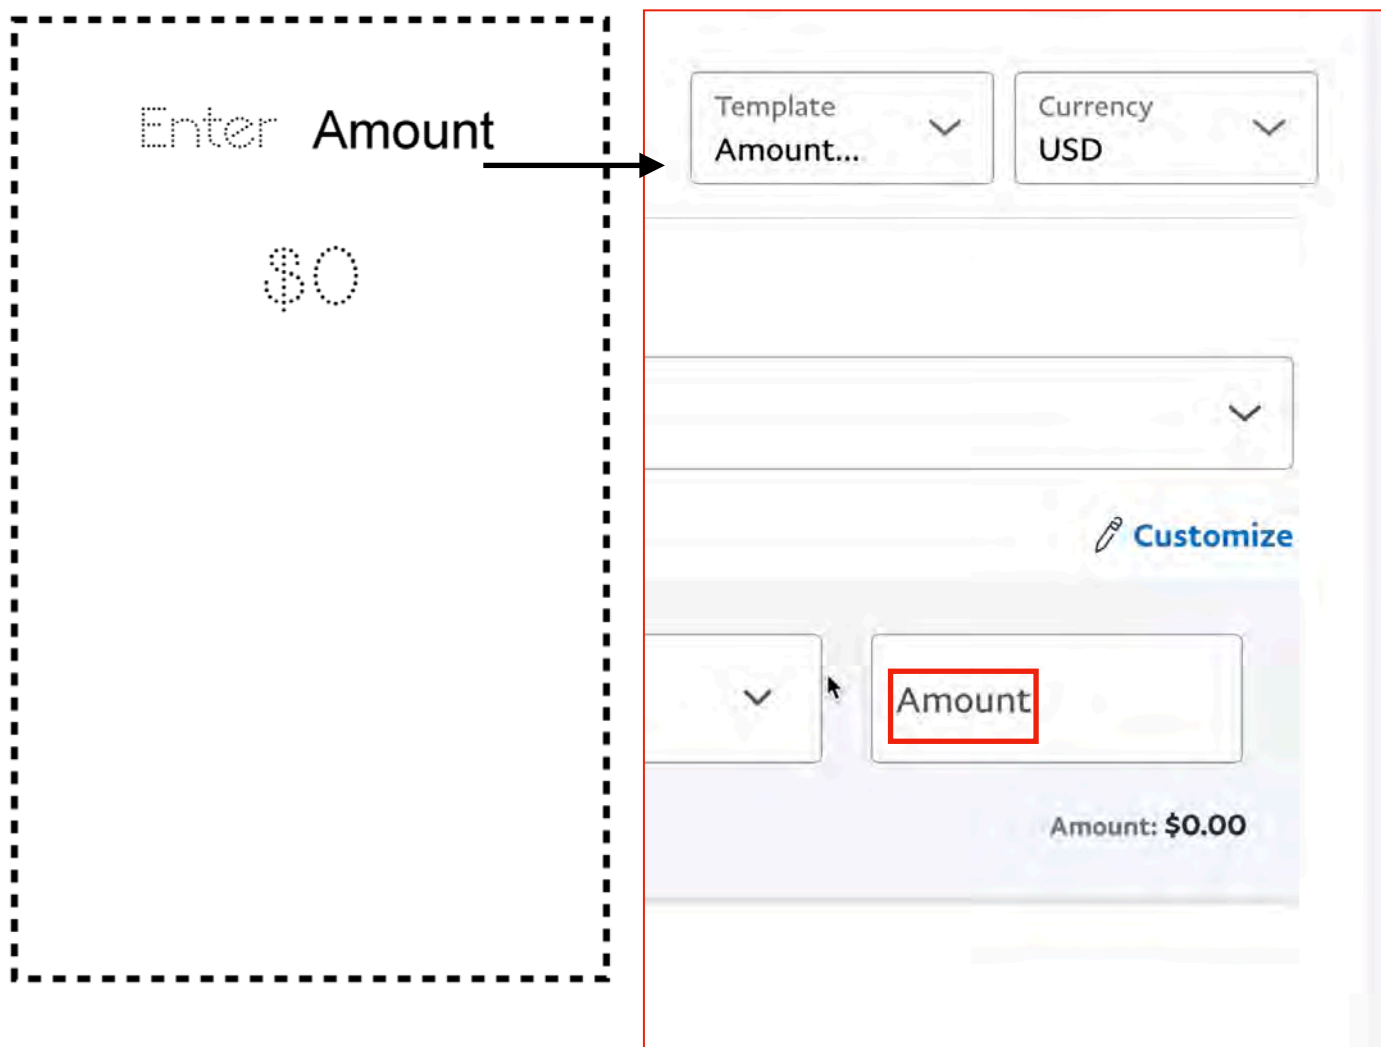 Enter Amount
$0
Template
Amount...
Currency
USD
Customize
Amount
Amount: $0.00